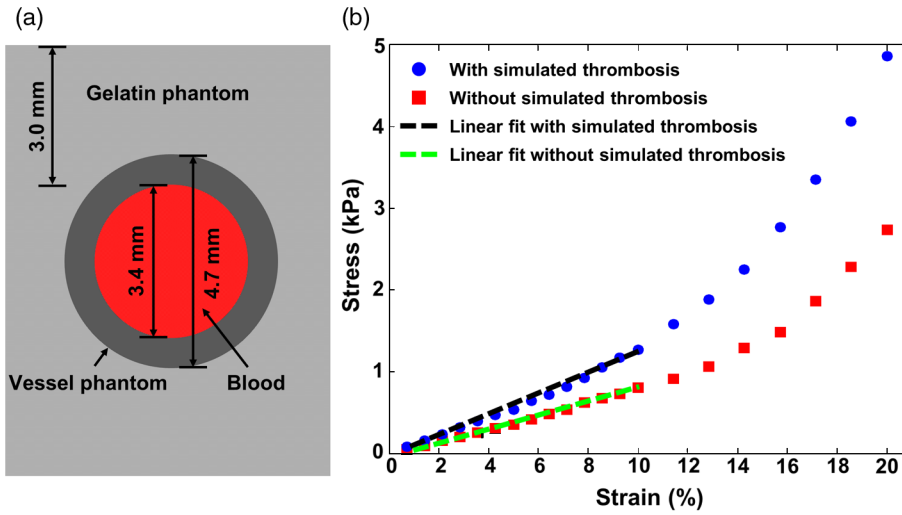 (a)
3.0 mm
Gelatin phantom
3.4 mm
4.7 mm
Vessel phantom
Blood
(b)
Stress (kPa)
5
4
3
2
1
0
With simulated thrombosis
Without simulated thrombosis
Linear fit with simulated thrombosis
Linear fit without simulated thrombosis
0 2 4 6 8 10 12 14 16 18 20
Strain (%)